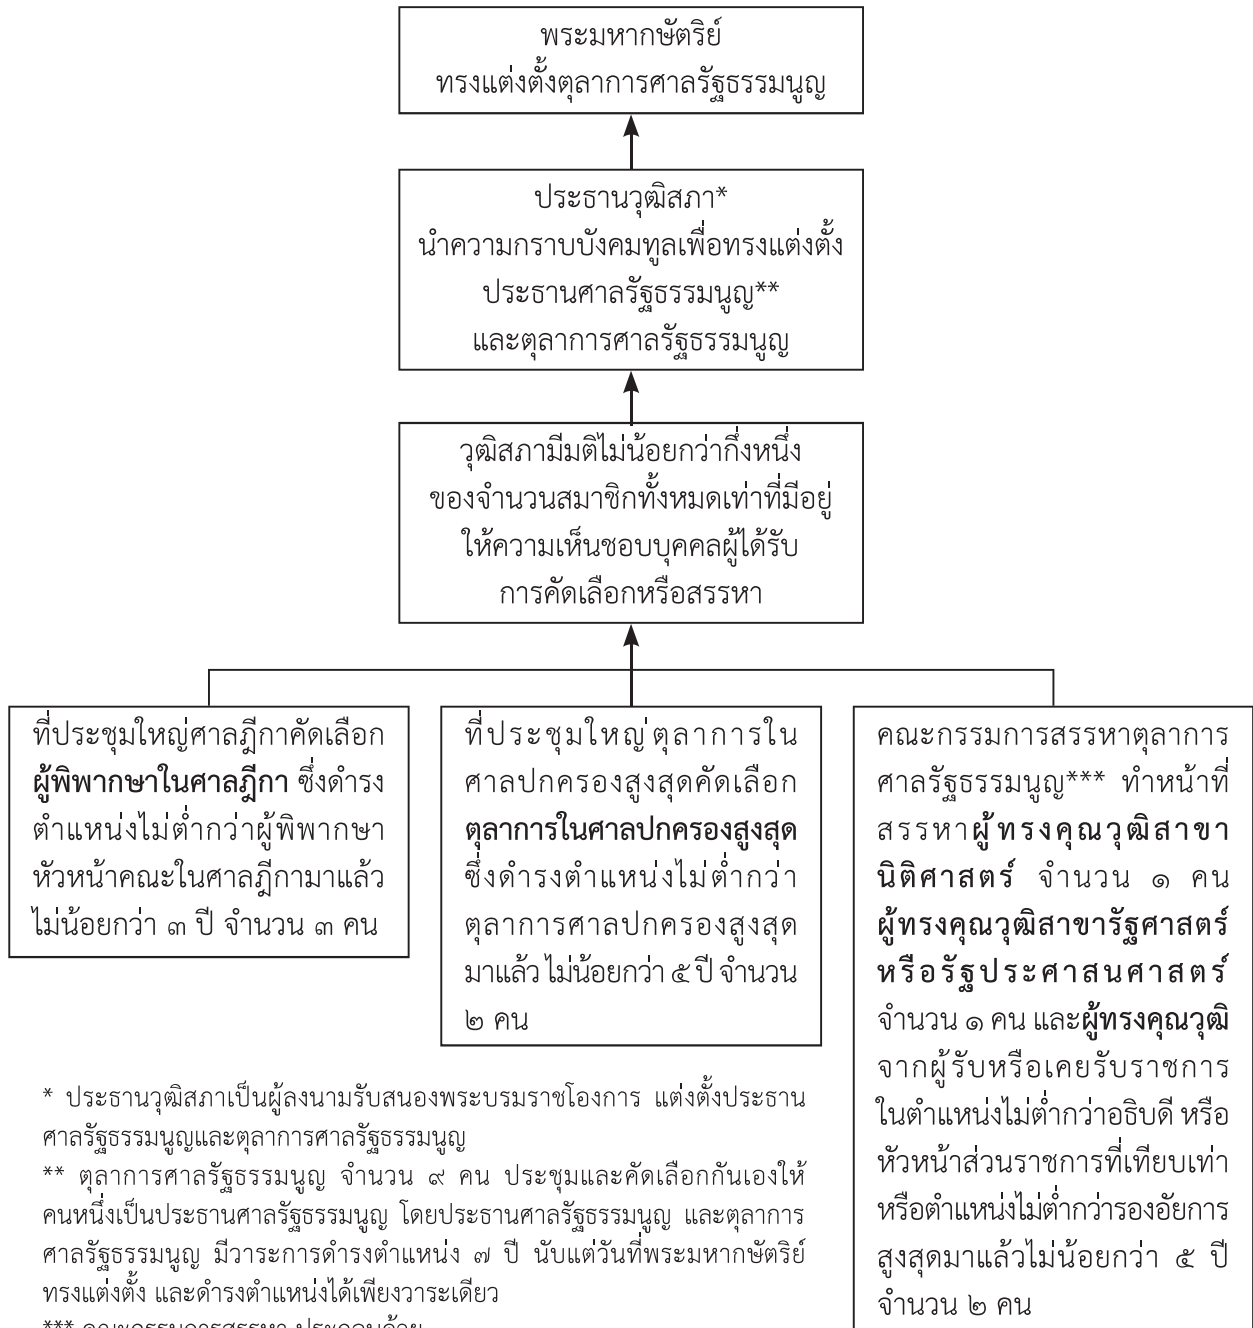 พระมหากษัตริย์
ทรงแต่งตั้งตุลาการศาลรัฐธรรมนูญ
ประธานวุฒิสภา*
นำความกราบบังคมทูลเพื่อทรงแต่งตั้ง
ประธานศาลรัฐธรรมนูญ**
และตุลาการศาลรัฐธรรมนูญ
วุฒิสภามีมติไม่น้อยกว่ากึ่งหนึ่ง
ของจำนวนสมาชิกทั้งหมดเท่าที่มีอยู่
ให้ความเห็นชอบบุคคลผู้ได้รับ
การคัดเลือกหรือสรรหา
ที่ประชุมใหญ่ศาลฎีกาคัดเลือก
ผู้พิพากษาในศาลฎีกา ซึ่งดำรง
ตำแหน่งไม่ต่ำกว่าผู้พิพากษา
หัวหน้าคณะในศาลฎีกามาแล้ว
ไม่น้อยกว่า ๓ ปี จำนวน ๓ คน
ที่ประชุมใหญ่ตุลาการใน
ศาลปกครองสูงสุดคัดเลือก
ตุลาการในศาลปกครองสูงสุด
ซึ่งดำรงตำแหน่งไม่ต่ำกว่า
ตุลาการศาลปกครองสูงสุด
มาแล้ว ไม่น้อยกว่า ๕ ปี จำนวน
๒ คน
คณะกรรมการสรรหาตุลาการ
ศาลรัฐธรรมนูญ*** ทำหน้าที่
สรรหาผู้ทรงคุณวุฒิสาขา
นิติศาสตร์ จำนวน ๑ คน
ผู้ทรงคุณวุฒิสาขารัฐศาสตร์
หรือรัฐประศาสนศาสตร์
จำนวน ๑ คน และผู้ทรงคุณวุฒิ
จากผู้รับหรือเคยรับราชการ
ในตำแหน่งไม่ต่ำกว่าอธิบดี หรือ
หัวหน้าส่วนราชการที่เทียบเท่า
หรือตำแหน่งไม่ต่ำกว่ารองอัยการ
สูงสุดมาแล้วไม่น้อยกว่า ๕ ปี
จำนวน ๒ คน
* ประธานวุฒิสภาเป็นผู้ลงนามรับสนองพระบรมราชโองการ แต่งตั้งประธาน
ศาลรัฐธรรมนูญและตุลาการศาลรัฐธรรมนูญ
** ตุลาการศาลรัฐธรรมนูญ จำนวน ๙ คน ประชุมและคัดเลือกกันเองให้
คนหนึ่งเป็นประธานศาลรัฐธรรมนูญ โดยประธานศาลรัฐธรรมนูญ และตุลาการ
ศาลรัฐธรรมนูญ มีวาระการดำรงตำแหน่ง ๗ ปี นับแต่วันที่พระมหากษัตริย์
ทรงแต่งตั้ง และดำรงตำแหน่งได้เพียงวาระเดียว
*** คณะกรรมการสรรหา ประกอบด้วย